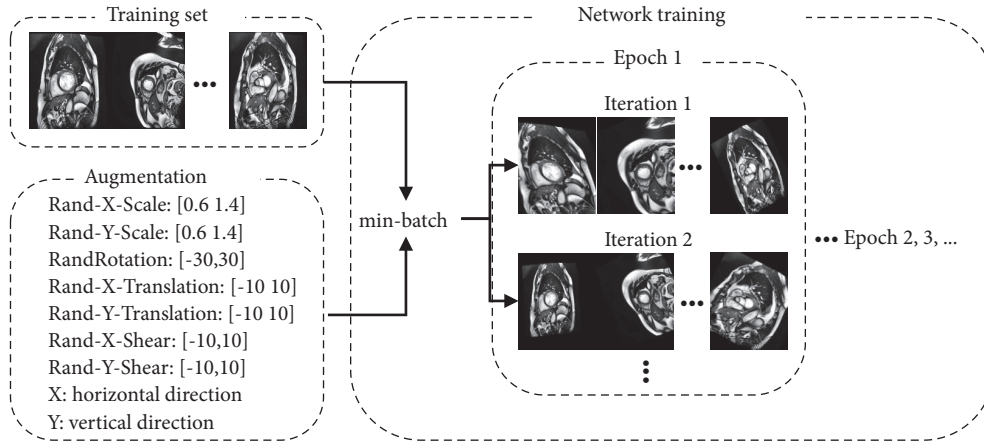 Training set
•••
Augmentation
Rand-X-Scale: [0.6 1.4]
Rand-Y-Scale: [0.6 1.4]
RandRotation: [-30,30]
Rand-X-Translation: [-10 10]
Rand-Y-Translation: [-10 10]
Rand-X-Shear: [-10,10]
Rand-Y-Shear: [-10,10]
X: horizontal direction
Y: vertical direction
min-batch
Network training
Epoch 1
Iteration 1
•••
Iteration 2
•••
••• Epoch 2, 3, ...